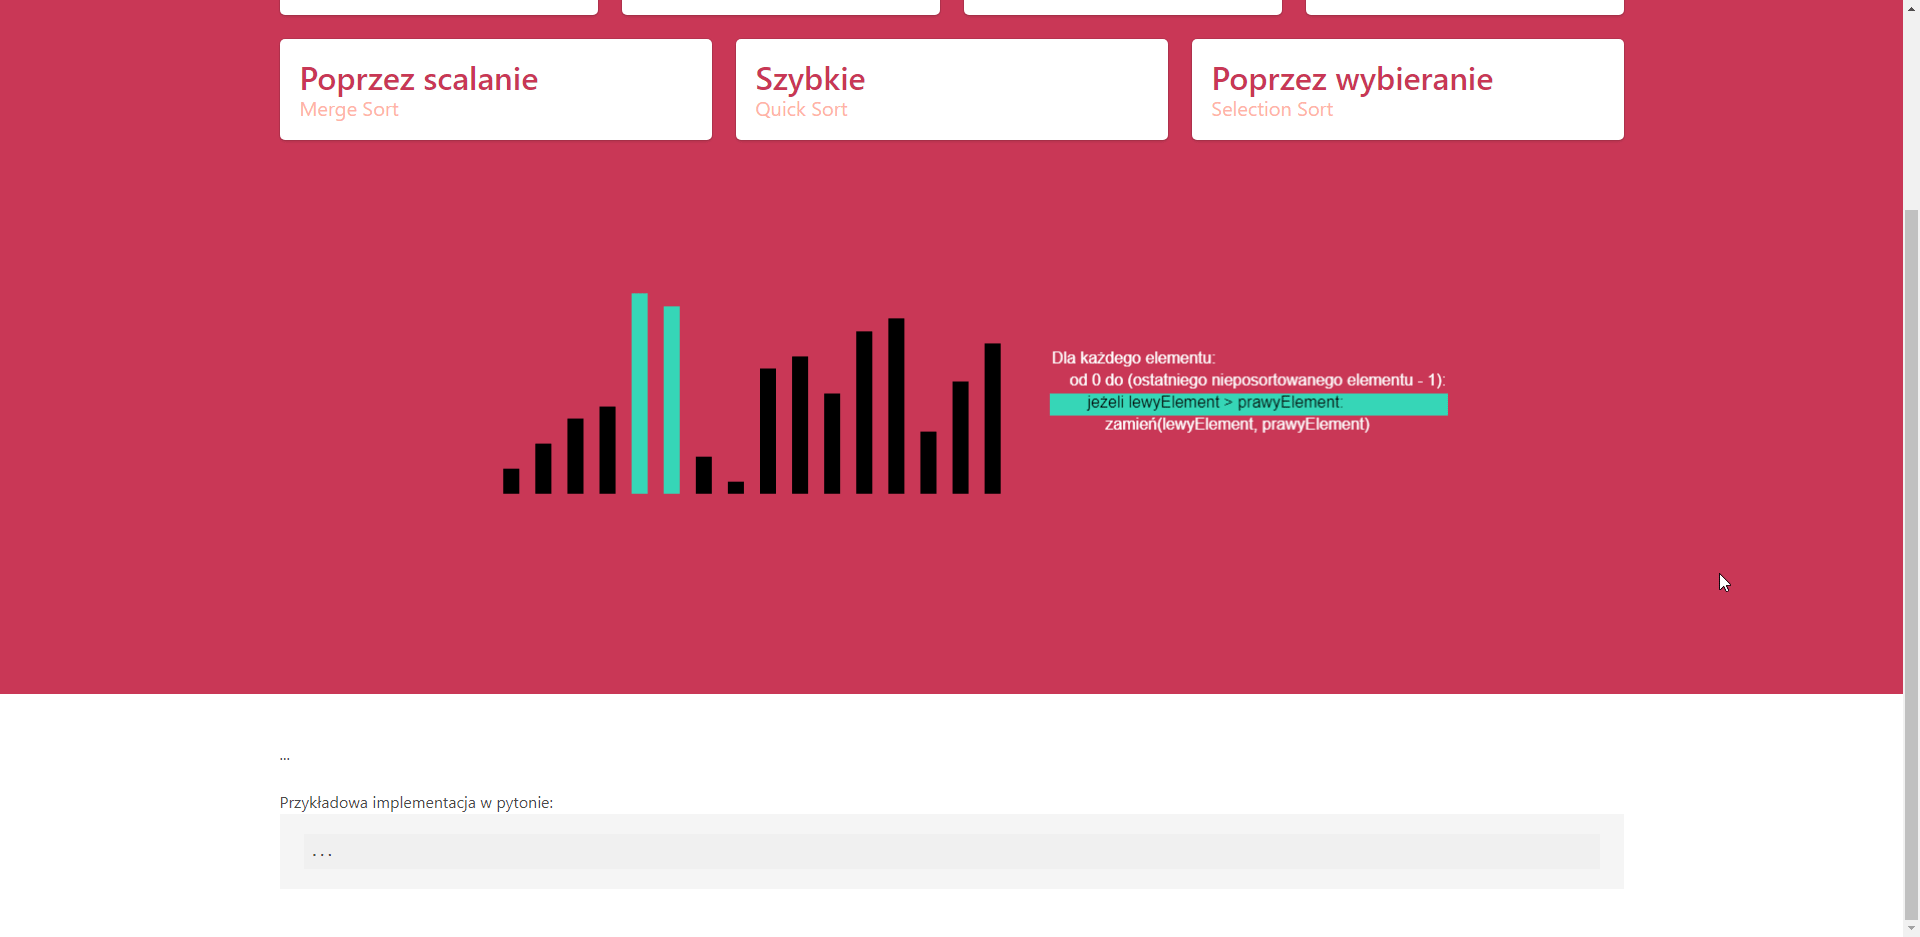 Poprzez scalanie
Merge Sort
Szybkie
Quick Sort
Poprzez wybieranie
Selection Sort
Dla każdego elementu:
od 0 do (ostatniego nieposortowanego elementu - 1):
jeżeli lewyElement > prawyElement:
zamień(lewyElement, prawyElement)
...
Przykładowa implementacja w pytonie:
...